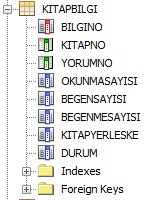 KITAPBILGI
BILGINO
KITAPNO
YORUMNO
OKUNMASAYISI
BEGENSAYISI
BEGENMESAYISI
KITAPYERLESKE
DURUM
Indexes
Foreign Keys